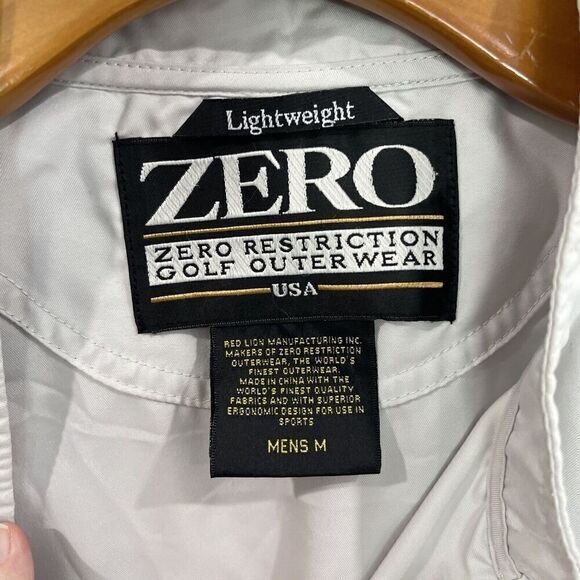 Lightweight
ZERO
ZERO RESTRICTION
GOLF OUTERWEAR
USA
RED LION MANUFACTURING INC.
MAKERS OF ZERO RESTRICTION
OUTERWEAR, THE WORLD'S
FINEST OUTERWEAR.
MADE IN CHINA WITH THE
WORLD'S FINEST QUALITY
FABRICS AND WITH SUPERIOR
ERGONOMIC DESIGN FOR USE IN
SPORTS
MENS M